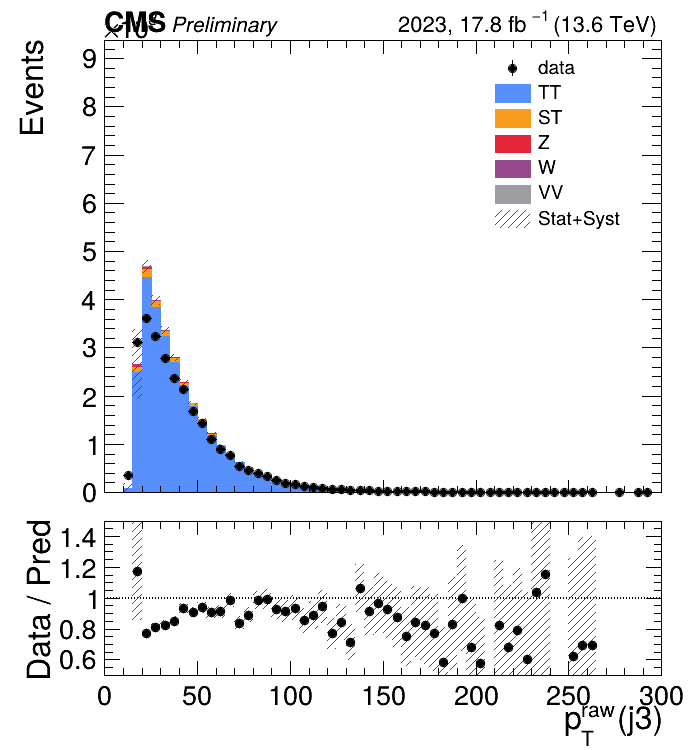 CMS Preliminary 2023, 17.8 fb⁻¹ (13.6 TeV)
Events
9
8
7
6
5
4
3
2
1
0
data
TT
ST
Z
W
VV
Stat+Syst
Data / Pred
1.4
1.2
1
0.8
0.6
0 50 100 150 200 250 300
p_T^raw (j3)